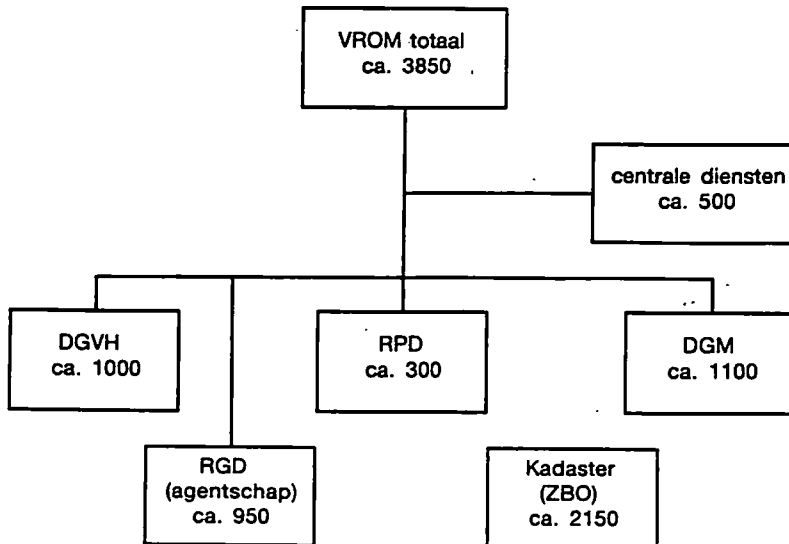 VROM totaal
ca. 3850
centrale diensten
ca. 500
DGVH
ca. 1000
RPD
ca. 300
DGM
ca. 1100
RGD
(agentschap)
ca. 950
Kadaster
(ZBO)
ca. 2150